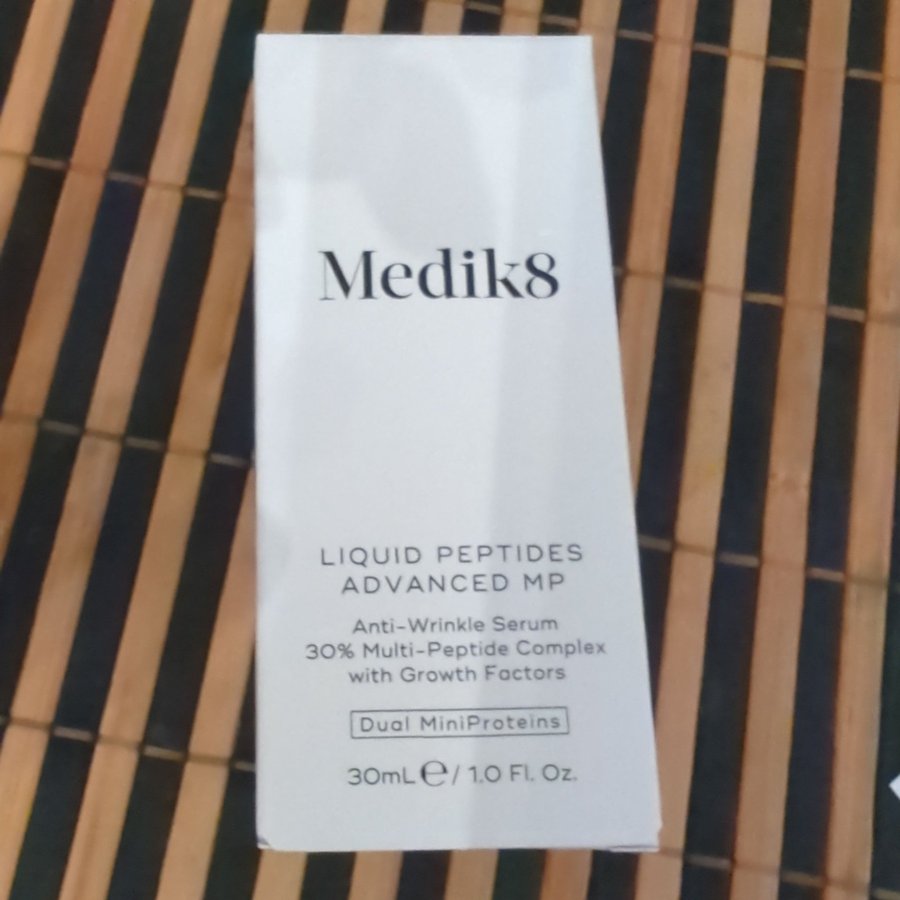 Medik8
LIQUID PEPTIDES
ADVANCED MP
Anti-Wrinkle Serum
30% Multi-Peptide Complex
with Growth Factors
Dual MiniProteins
30mL ℮ / 1.0 Fl. Oz.